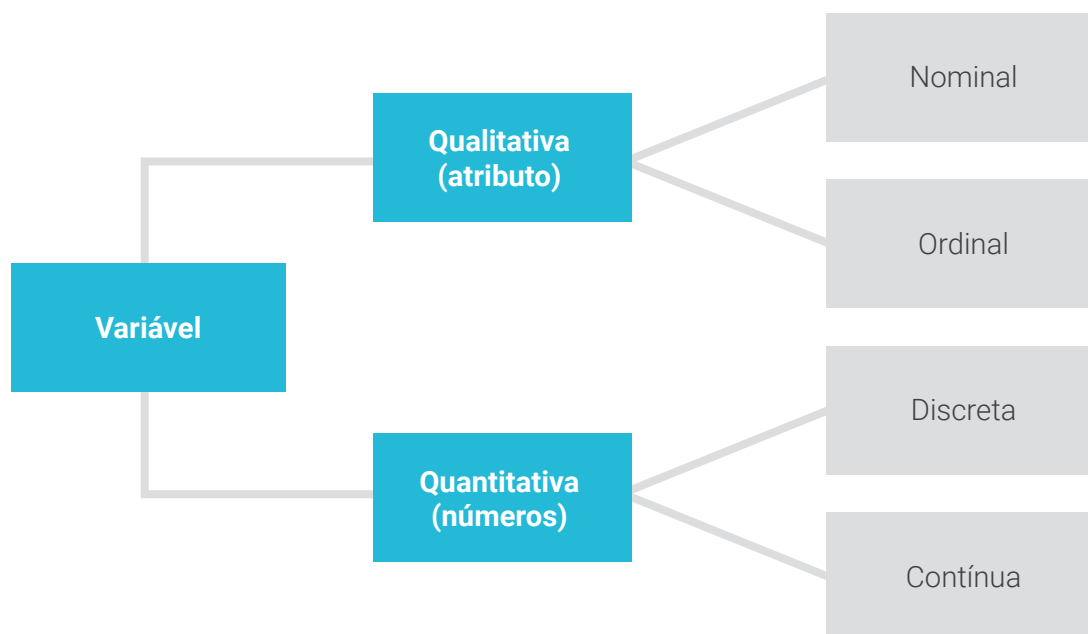 Variável
Qualitativa
(atributo)
Nominal
Ordinal
Quantitativa
(números)
Discreta
Contínua